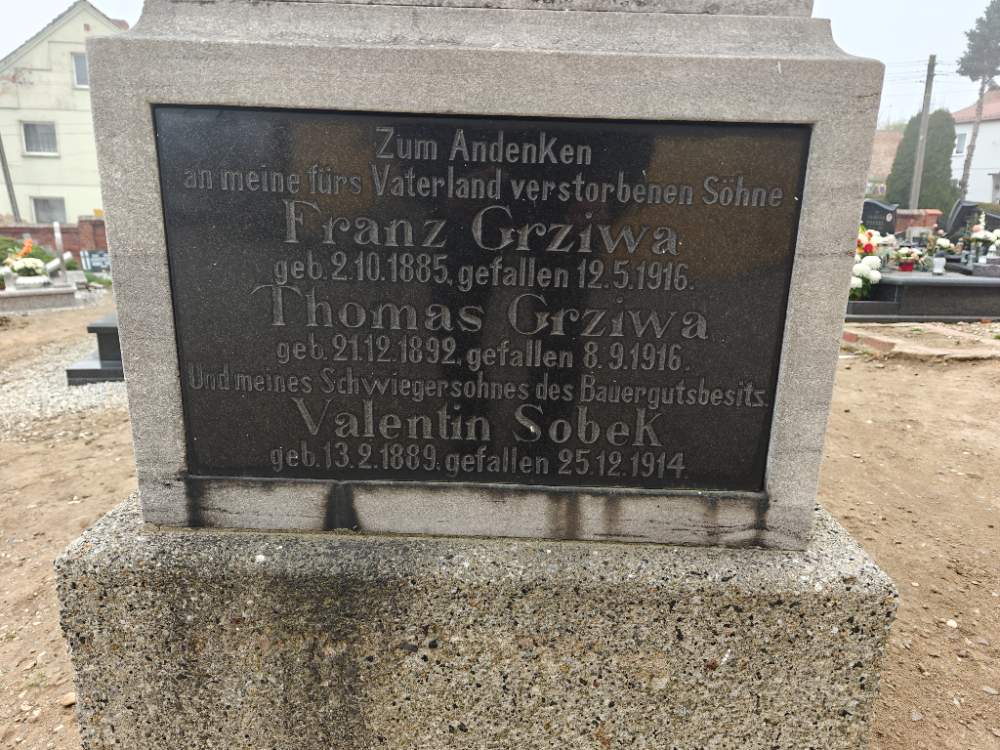 Zum Andenken
an meine fürs Vaterland verstorbenen Söhne
Franz Grziwa
geb. 2.10.1885, gefallen 12.5.1916.
Thomas Grziwa
geb. 21.12.1892, gefallen 8.9.1916.
Und meines Schwiegersohnes des Bauergutsbesitz.
Valentin Sobek
geb. 13.2.1889. gefallen 25.12.1914.